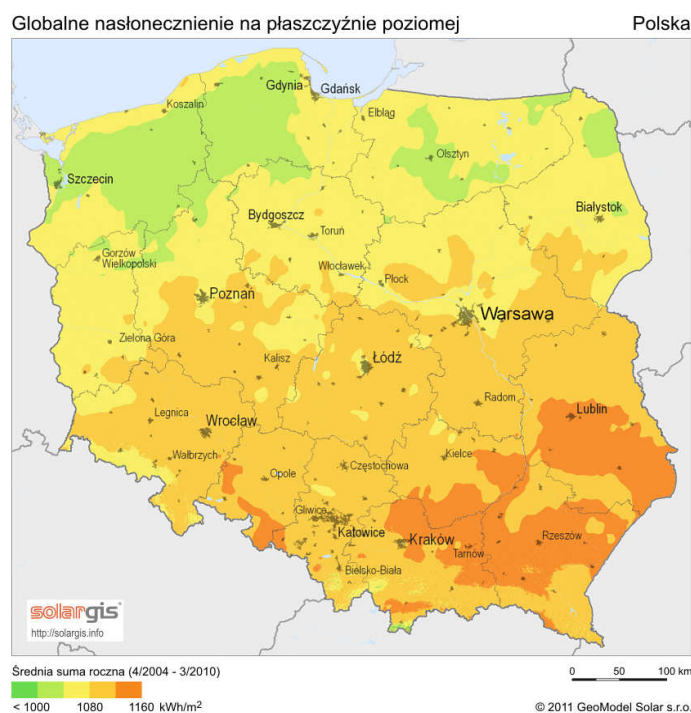 Globalne nasłonecznienie na płaszczyźnie poziomej Polska
Gdynia
Gdańsk
Koszalin
Elbląg
Olsztyn
Szczecin
Białystok
Bydgoszcz
Toruń
Gorzów
Wielkopolski
Włocławek
Płock
Poznań
Warsawa
Zielona Góra
Kalisz
Łódź
Radom
Legnica
Wrocław
Lublin
Wałbrzych
Opole
Częstochowa
Kielce
Gliwice
Katowice
Kraków
Tarnów
Rzeszów
Bielsko-Biała
solargis®
http://solargis.info
Średnia suma roczna (4/2004 - 3/2010)
0 50 100 km
< 1000 1080 1160 kWh/m²
© 2011 GeoModel Solar s.r.o.